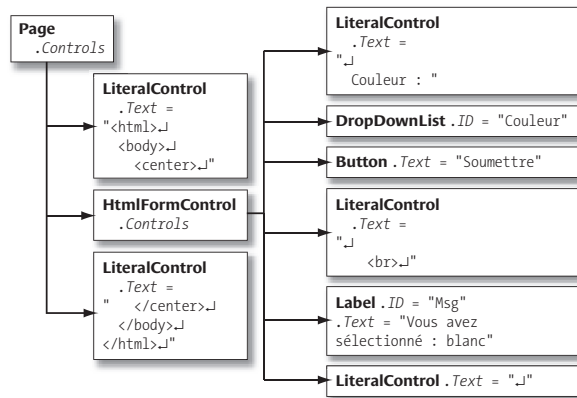 Page
.Controls
LiteralControl
.Text =
"<html>↵
<body>↵
<center>↵"
HtmlFormControl
.Controls
LiteralControl
.Text =
"   </center>↵
</body>↵
</html>↵"
LiteralControl
.Text =
"↵
Couleur : "
DropDownList .ID = "Couleur"
Button .Text = "Soumettre"
LiteralControl
.Text =
"↵
<br>↵"
Label .ID = "Msg"
.Text = "Vous avez
sélectionné : blanc"
LiteralControl .Text = "↵"